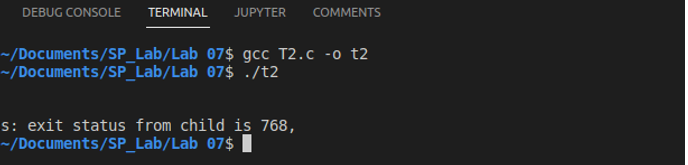 DEBUG CONSOLE TERMINAL JUPYTER COMMENTS
~/Documents/SP_Lab/Lab 07$ gcc T2.c -o t2
~/Documents/SP_Lab/Lab 07$ ./t2
s: exit status from child is 768,
~/Documents/SP_Lab/Lab 07$